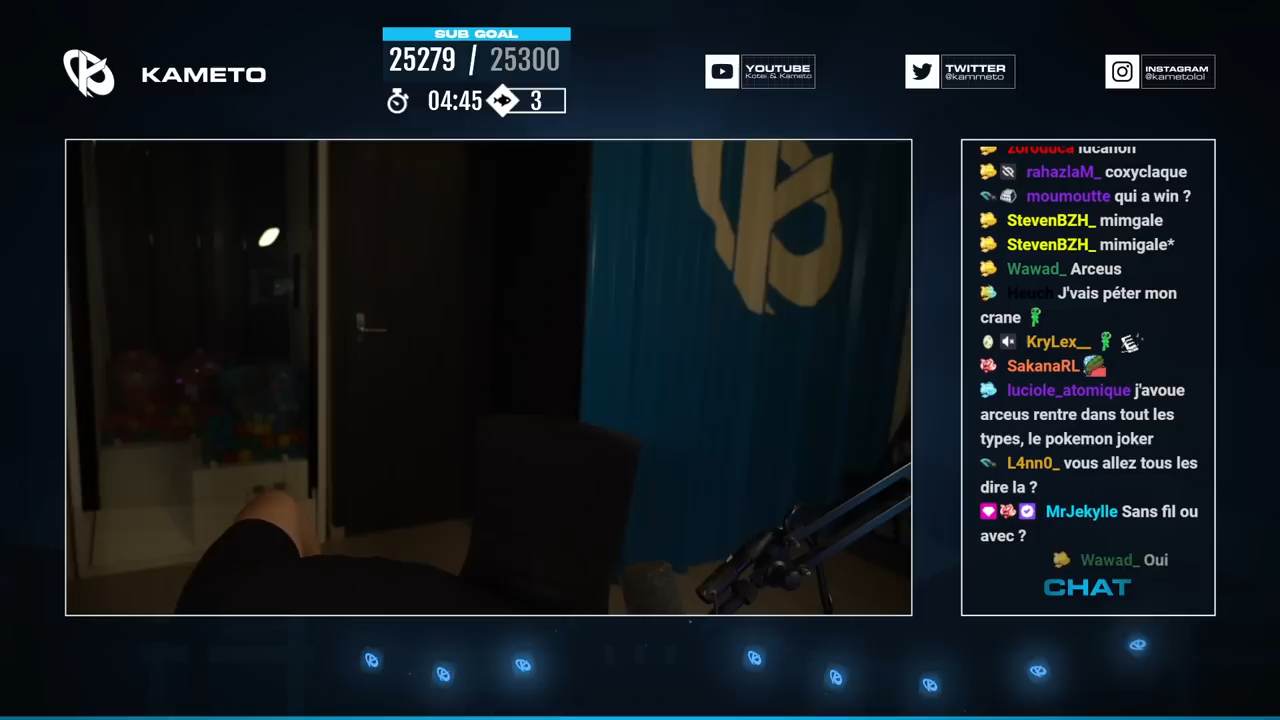 SUB GOAL
25279 / 25300
04:45
3
KAMETO
YOUTUBE
Kotei & Kameto
TWITTER
@kammeto
INSTAGRAM
@kametolol
zoroduca lucanon
rahazlaM_ coxyclaque
moumoutte qui a win ?
StevenBZH_ mimgale
StevenBZH_ mimigale*
Wawad_ Arceus
Heuch J'vais péter mon
crane
KryLex__
SakanaRL
luciole_atomique j'avoue
arceus rentre dans tout les
types, le pokemon joker
L4nn0_ vous allez tous les
dire la ?
MrJekylle Sans fil ou
avec ?
Wawad_ Oui
CHAT